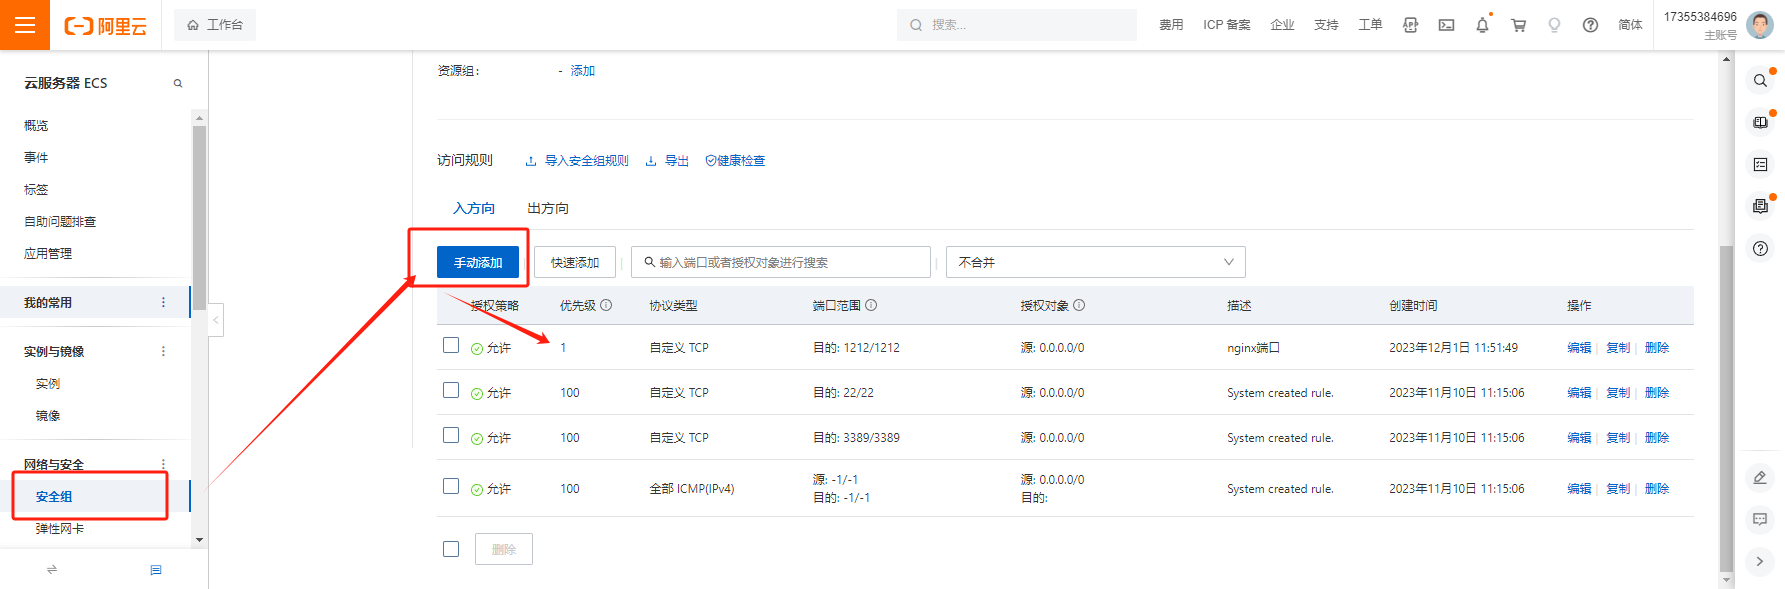 阿里云
工作台
搜索...
费用
ICP 备案
企业
支持
工单
简体
17355384696
主账号
云服务器 ECS
概览
事件
标签
自助问题排查
应用管理
我的常用
实例与镜像
实例
镜像
网络与安全
安全组
弹性网卡
资源组:
- 添加
访问规则
导入安全组规则
导出
健康检查
入方向
出方向
手动添加
快速添加
输入端口或者授权对象进行搜索
不合并
授权策略 优先级 协议类型 端口范围 授权对象 描述 创建时间 操作
允许 1 自定义 TCP 目的: 1212/1212 源: 0.0.0.0/0 nginx端口 2023年12月1日 11:51:49 编辑 复制 删除
允许 100 自定义 TCP 目的: 22/22 源: 0.0.0.0/0 System created rule. 2023年11月10日 11:15:06 编辑 复制 删除
允许 100 自定义 TCP 目的: 3389/3389 源: 0.0.0.0/0 System created rule. 2023年11月10日 11:15:06 编辑 复制 删除
源: -1/-1 源: 0.0.0.0/0
允许 100 全部 ICMP(IPv4) System created rule. 2023年11月10日 11:15:06 编辑 复制 删除
目的: -1/-1 目的:
删除